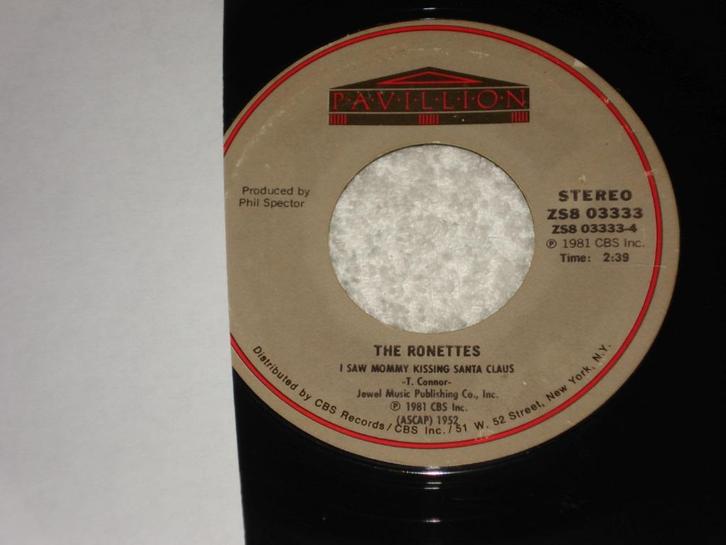 PAVILLION
Produced by
Phil Spector
STEREO
ZS8 03333
ZS8 03333-4
℗ 1981 CBS Inc.
Time: 2:39
THE RONETTES
I SAW MOMMY KISSING SANTA CLAUS
-T. Connor-
Jewel Music Publishing Co., Inc.
℗ 1981 CBS Inc.
(ASCAP) 1952
Distributed by CBS Records/CBS Inc./51 W. 52 Street, New York, N.Y.